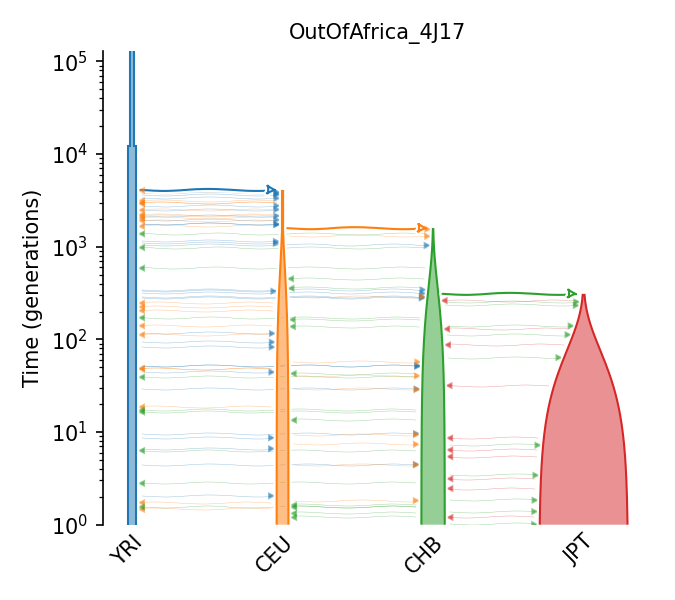 OutOfAfrica_4J17
Time (generations)
10^5
10^4
10^3
10^2
10^1
10^0
YRI
CEU
CHB
JPT